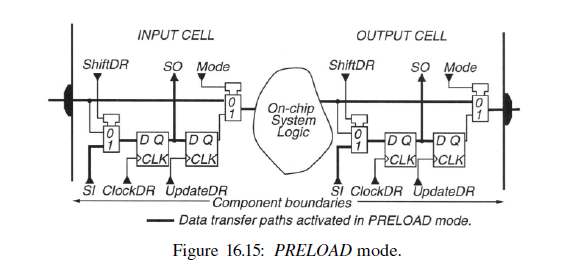 INPUT CELL OUTPUT CELL
ShiftDR SO Mode ShiftDR SO Mode
0 0
1 1
On-chip
System
Logic
0 D Q D Q 0 D Q D Q
1 CLK CLK 1 CLK CLK
SI ClockDR UpdateDR SI ClockDR UpdateDR
Component boundaries
Data transfer paths activated in PRELOAD mode.
Figure 16.15: PRELOAD mode.